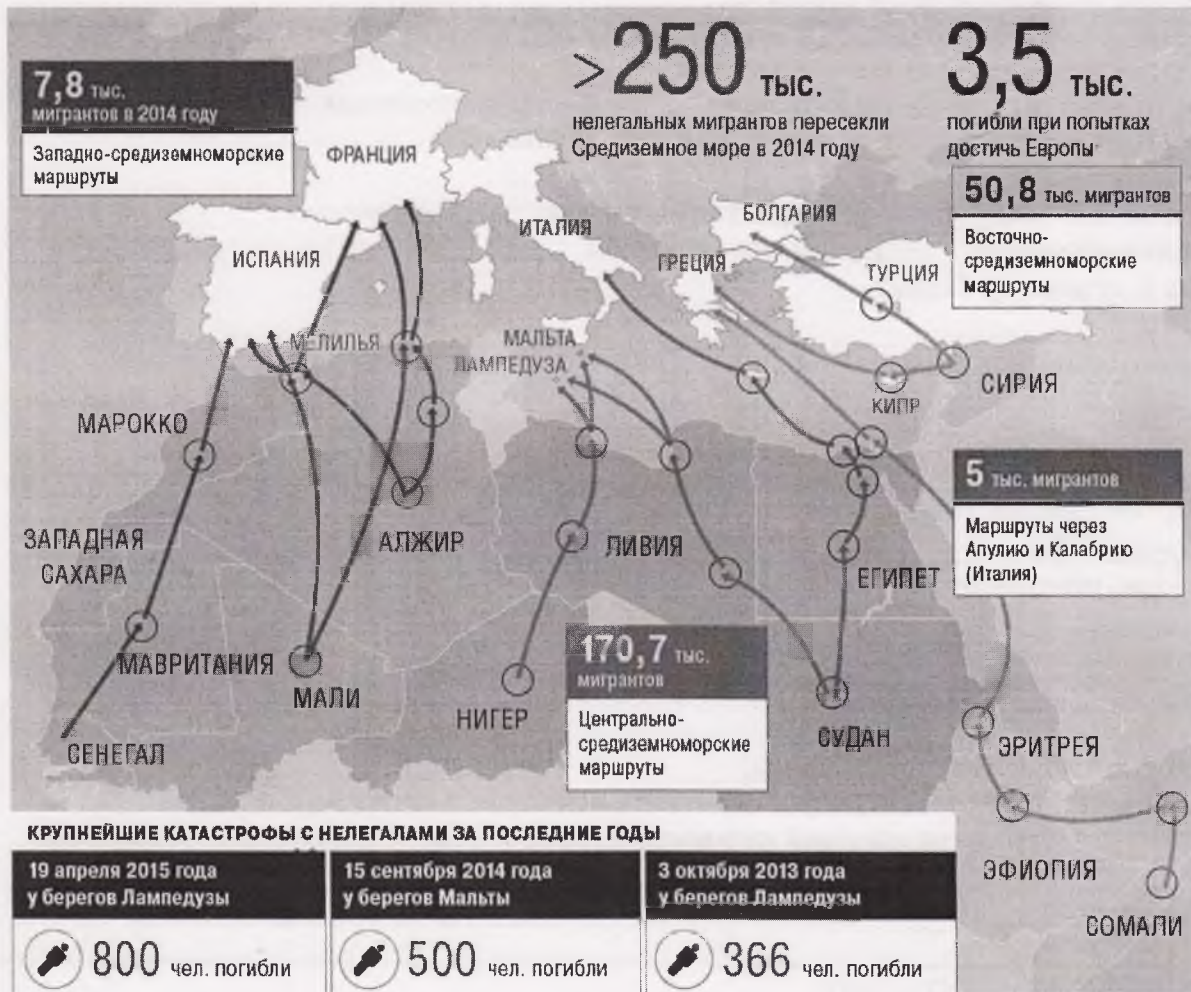 7,8 тыс.
мигрантов в 2014 году
Западно-средиземноморские
маршруты
>250 тыс.
нелегальных мигрантов пересекли
Средиземное море в 2014 году
3,5 тыс.
погибли при попытках
достичь Европы
50,8 тыс. мигрантов
Восточно-
средиземноморские
маршруты
ФРАНЦИЯ
ИСПАНИЯ
ИТАЛИЯ
БОЛГАРИЯ
ГРЕЦИЯ
ТУРЦИЯ
МЕЛИЛЬЯ
МАЛЬТА
ЛАМПЕДУЗА
КИПР
СИРИЯ
МАРОККО
5 тыс. мигрантов
Маршруты через
Апулию и Калабрию
(Италия)
ЗАПАДНАЯ
САХАРА
АЛЖИР
ЛИВИЯ
ЕГИПЕТ
МАВРИТАНИЯ
МАЛИ
НИГЕР
170,7 тыс.
мигрантов
Центрально-
средиземноморские
маршруты
СУДАН
СЕНЕГАЛ
ЭРИТРЕЯ
ЭФИОПИЯ
СОМАЛИ
КРУПНЕЙШИЕ КАТАСТРОФЫ С НЕЛЕГАЛАМИ ЗА ПОСЛЕДНИЕ ГОДЫ
19 апреля 2015 года
у берегов Лампедузы
800 чел. погибли
15 сентября 2014 года
у берегов Мальты
500 чел. погибли
3 октября 2013 года
у берегов Лампедузы
366 чел. погибли